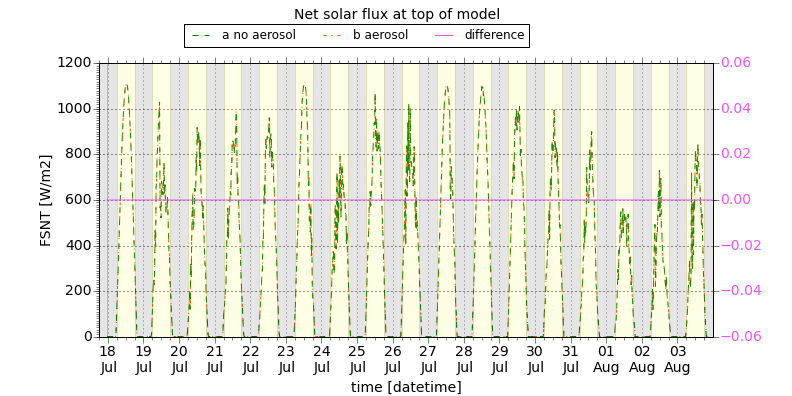 Net solar flux at top of model
a no aerosol b aerosol difference
1200 0.06
1000 0.04
800 0.02
600 0.00
400 −0.02
200 −0.04
0 −0.06
FSNT [W/m2]
18 19 20 21 22 23 24 25 26 27 28 29 30 31 01 02 03
Jul Jul Jul Jul Jul Jul Jul Jul Jul Jul Jul Jul Jul Jul Aug Aug Aug
time [datetime]